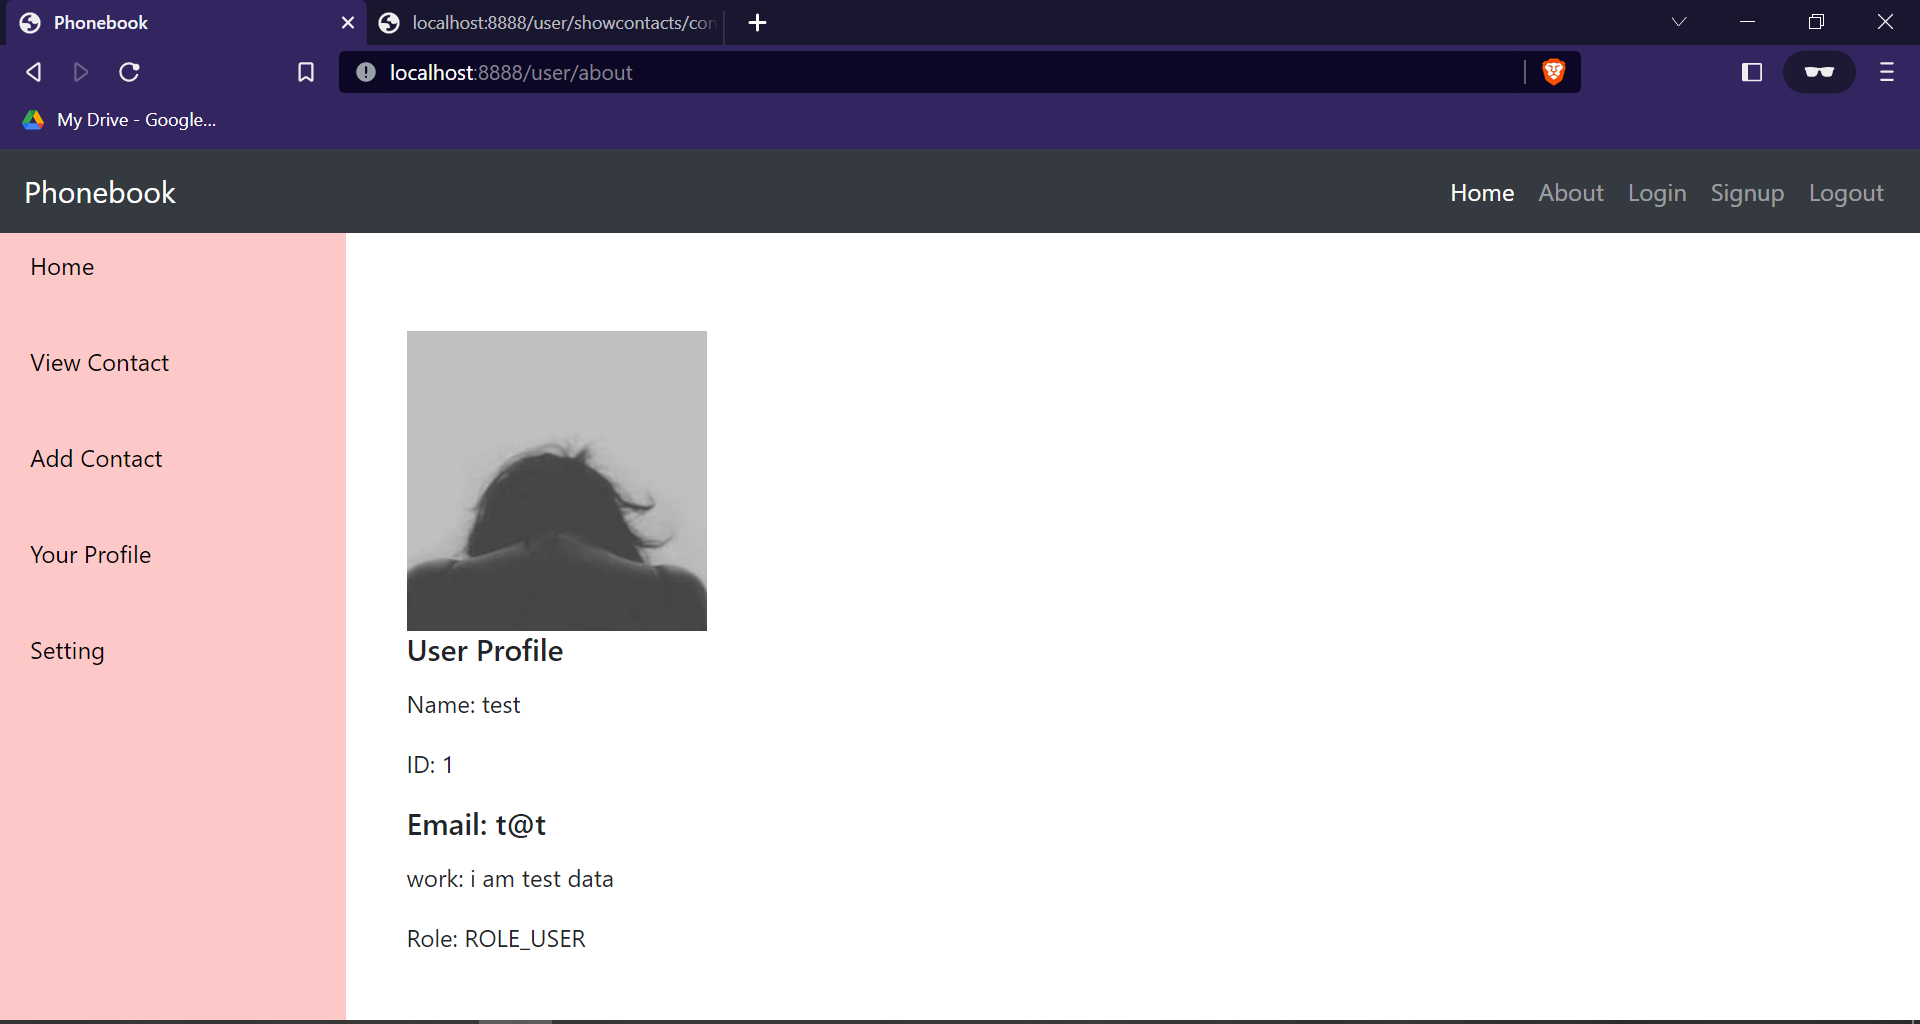 Phonebook
localhost:8888/user/showcontacts/con
localhost:8888/user/about
My Drive - Google...
Phonebook
Home About Login Signup Logout
Home
View Contact
Add Contact
Your Profile
Setting
User Profile
Name: test
ID: 1
Email: t@t
work: i am test data
Role: ROLE_USER